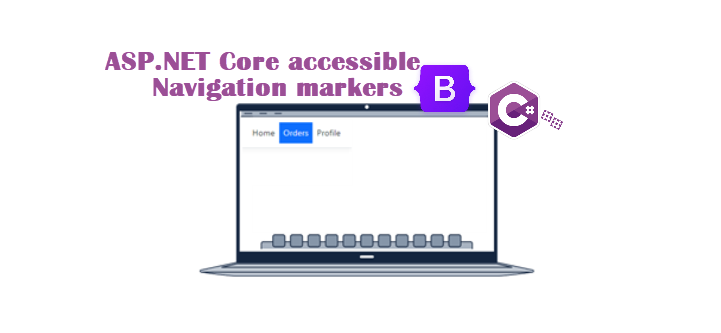 ASP.NET Core accessible
Navigation markers
B
C#
Home Orders Profile